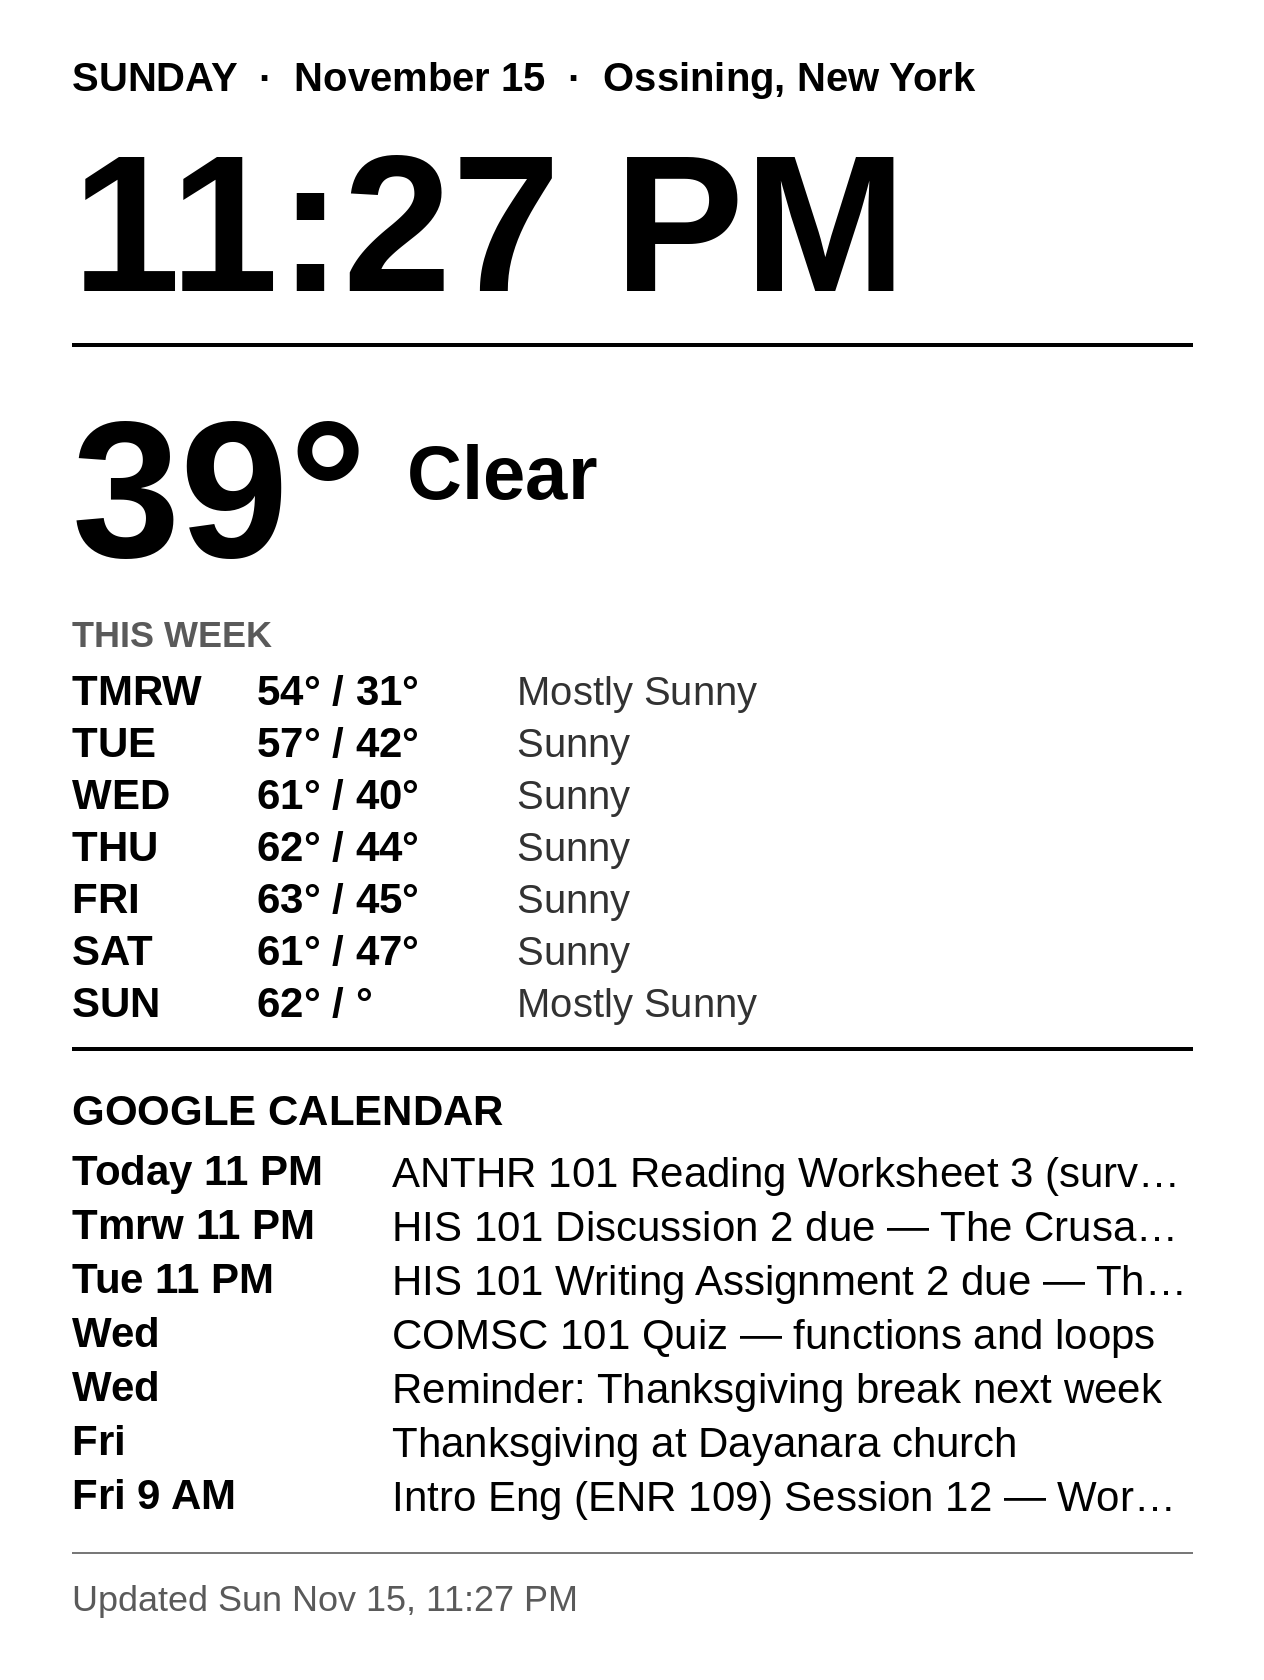 SUNDAY · November 15 · Ossining, New York
11:27 PM
39° Clear
THIS WEEK
TMRW 54° / 31° Mostly Sunny
TUE 57° / 42° Sunny
WED 61° / 40° Sunny
THU 62° / 44° Sunny
FRI 63° / 45° Sunny
SAT 61° / 47° Sunny
SUN 62° / ° Mostly Sunny
GOOGLE CALENDAR
Today 11 PM ANTHR 101 Reading Worksheet 3 (surv…
Tmrw 11 PM HIS 101 Discussion 2 due — The Crusa…
Tue 11 PM HIS 101 Writing Assignment 2 due — Th…
Wed COMSC 101 Quiz — functions and loops
Wed Reminder: Thanksgiving break next week
Fri Thanksgiving at Dayanara church
Fri 9 AM Intro Eng (ENR 109) Session 12 — Wor…
Updated Sun Nov 15, 11:27 PM